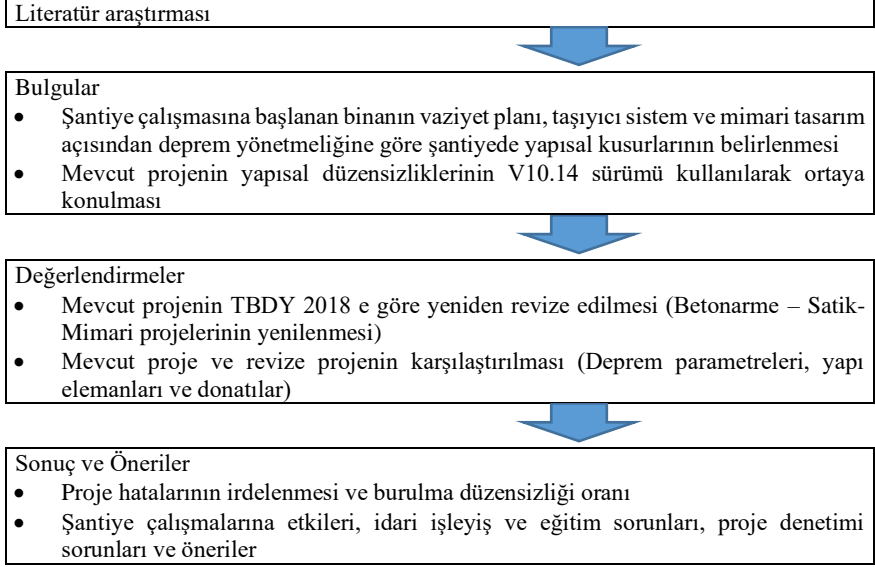 Literatür araştırması
Bulgular
• Şantiye çalışmasına başlanan binanın vaziyet planı, taşıyıcı sistem ve mimari tasarım
açısından deprem yönetmeliğine göre şantiyede yapısal kusurlarının belirlenmesi
• Mevcut projenin yapısal düzensizliklerinin V10.14 sürümü kullanılarak ortaya
konulması
Değerlendirmeler
• Mevcut projenin TBDY 2018 e göre yeniden revize edilmesi (Betonarme – Satik-
Mimari projelerinin yenilenmesi)
• Mevcut proje ve revize projenin karşılaştırılması (Deprem parametreleri, yapı
elemanları ve donatılar)
Sonuç ve Öneriler
• Proje hatalarının irdelenmesi ve burulma düzensizliği oranı
• Şantiye çalışmalarına etkileri, idari işleyiş ve eğitim sorunları, proje denetimi
sorunları ve öneriler